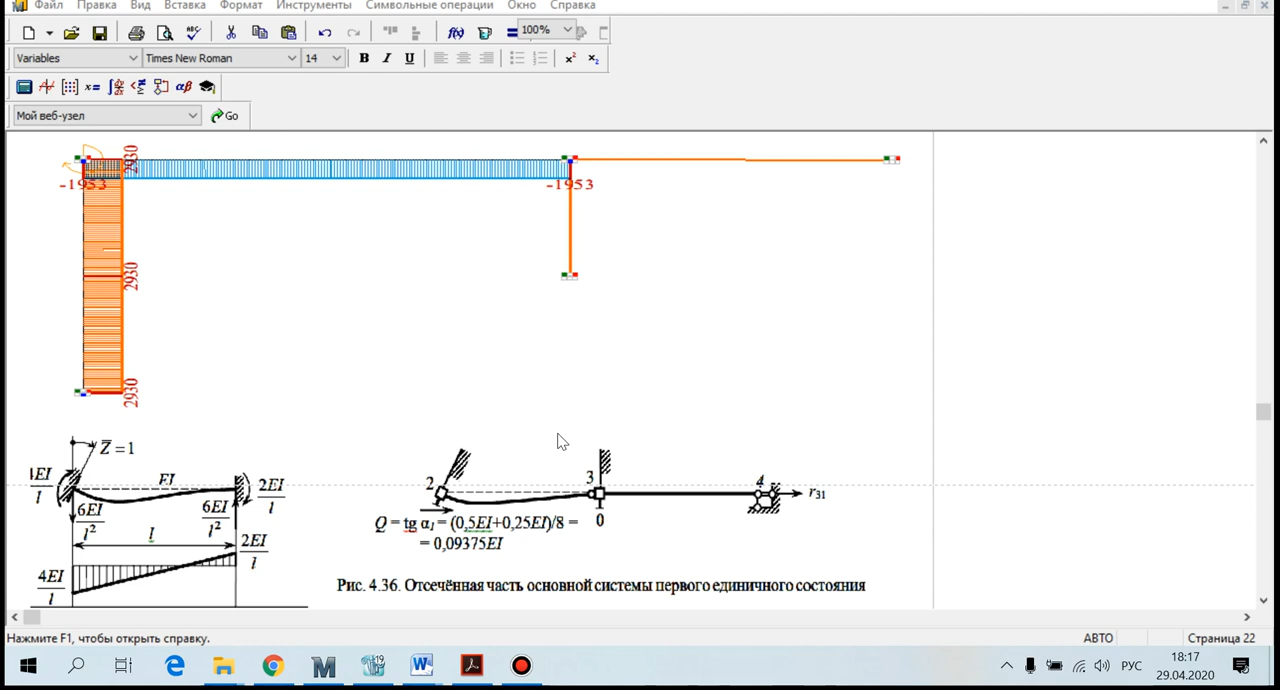 Файл Правка Вид Вставка Формат Инструменты Символьные операции Окно Справка
100%
Variables Times New Roman 14 B I U
Мой веб-узел Go
2930
-1953 -1953
2930
2930
Z̅ = 1
4EI/l EI 2EI/l
6EI/l² 6EI/l²
l
4EI/l 2EI/l
2 3 4 r₃₁
0
Q = tg α₁ = (0,5EI+0,25EI)/8 =
= 0,09375EI
Рис. 4.36. Отсечённая часть основной системы первого единичного состояния
Нажмите F1, чтобы открыть справку. АВТО Страница 22
РУС 18:17
29.04.2020